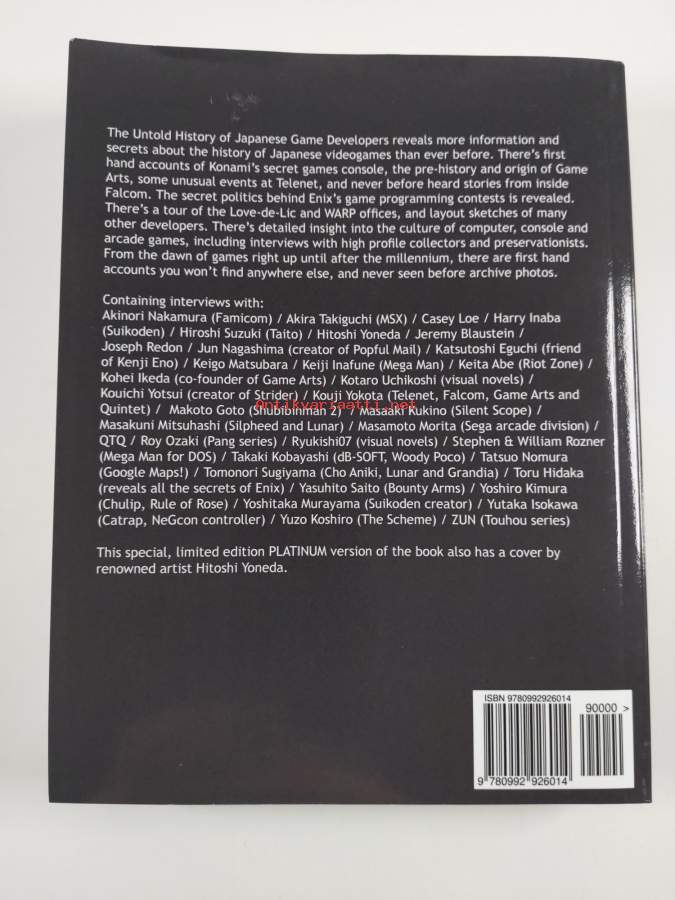 The Untold History of Japanese Game Developers reveals more information and
secrets about the history of Japanese videogames than ever before. There's first
hand accounts of Konami's secret games console, the pre-history and origin of Game
Arts, some unusual events at Telenet, and never before heard stories from inside
Falcom. The secret politics behind Enix's game programming contests is revealed.
There's a tour of the Love-de-Lic and WARP offices, and layout sketches of many
other developers. There's detailed insight into the culture of computer, console and
arcade games, including interviews with high profile collectors and preservationists.
From the dawn of games right up until after the millennium, there are first hand
accounts you won't find anywhere else, and never seen before archive photos.
Containing interviews with:
Akinori Nakamura (Famicom) / Akira Takiguchi (MSX) / Casey Loe / Harry Inaba
(Suikoden) / Hiroshi Suzuki (Taito) / Hitoshi Yoneda / Jeremy Blaustein /
Joseph Redon / Jun Nagashima (creator of Popful Mail) / Katsutoshi Eguchi (friend
of Kenji Eno) / Keigo Matsubara / Keiji Inafune (Mega Man) / Keita Abe (Riot Zone) /
Kohei Ikeda (co-founder of Game Arts) / Kotaro Uchikoshi (visual novels) /
Kouichi Yotsui (creator of Strider) / Kouji Yokota (Telenet, Falcom, Game Arts and
Quintet) / Makoto Goto (Shubibinman 2) / Masaaki Kukino (Silent Scope) /
Antikvariaatti.net
Masakuni Mitsuhashi (Silpheed and Lunar) / Masamoto Morita (Sega arcade division) /
QTQ / Roy Ozaki (Pang series) / Ryukishi07 (visual novels) / Stephen & William Rozner
(Mega Man for DOS) / Takaki Kobayashi (dB-SOFT, Woody Poco) / Tatsuo Nomura
(Google Maps!) / Tomonori Sugiyama (Cho Aniki, Lunar and Grandia) / Toru Hidaka
(reveals all the secrets of Enix) / Yasuhito Saito (Bounty Arms) / Yoshiro Kimura
(Chulip, Rule of Rose) / Yoshitaka Murayama (Suikoden creator) / Yutaka Isokawa
(Catrap, NeGcon controller) / Yuzo Koshiro (The Scheme) / ZUN (Touhou series)
This special, limited edition PLATINUM version of the book also has a cover by
renowned artist Hitoshi Yoneda.
ISBN 9780992926014
90000 >
9 780992 926014